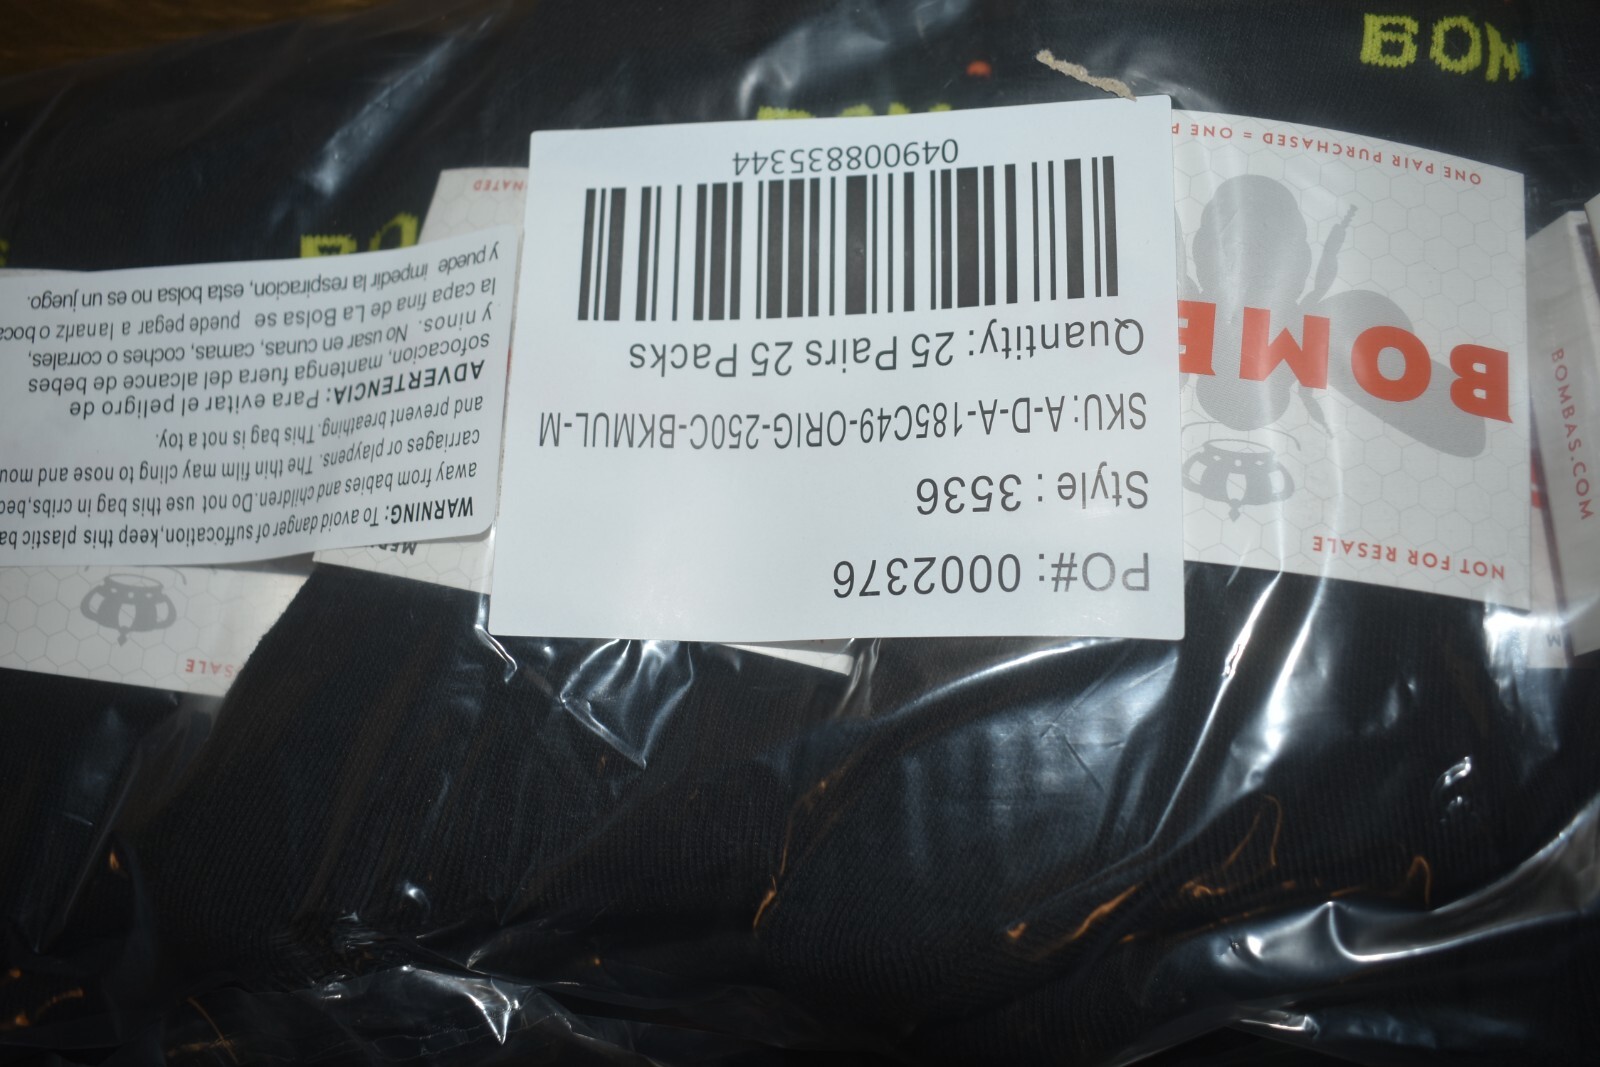 PO#: 0002376
Style : 3536
SKU:A-D-A-185C49-ORIG-250C-BKMUL-M
Quantity: 25 Pairs 25 Packs
049008835344
WARNING: To avoid danger of suffocation,keep this plastic
away from babies and children.Do not use this bag in cribs,
carriages or playpens. The thin film may cling to nose and
and prevent breathing.This bag is not a toy.
ADVERTENCIA: Para evitar el peligro de
sofocacion, mantenga fuera del alcance de bebes
y ninos. No usar en cunas, camas, coches o corrales,
la capa fina de La Bolsa se puede pegar a lanariz o boca
y puede impedir la respiracion, esta bolsa no es un juego.
NOT FOR RESALE
BOMB
ONE PAIR PURCHASED = ONE
BOMBAS.COM
M
SALE
BOM
BO